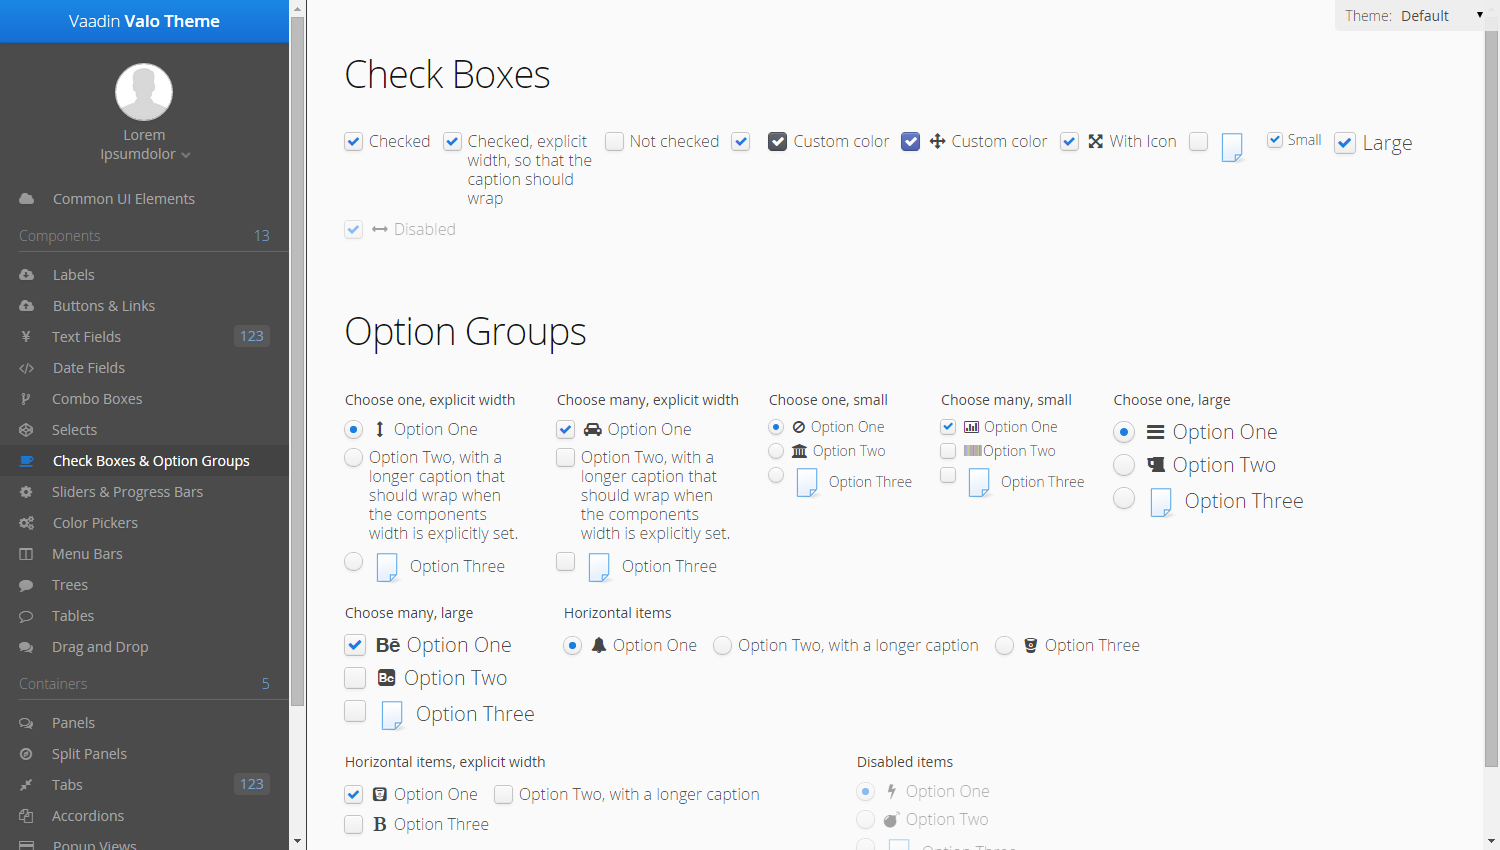 Vaadin Valo Theme
Lorem
Ipsumdolor
Common UI Elements
Components 13
Labels
Buttons & Links
Text Fields 123
Date Fields
Combo Boxes
Selects
Check Boxes & Option Groups
Sliders & Progress Bars
Color Pickers
Menu Bars
Trees
Tables
Drag and Drop
Containers 5
Panels
Split Panels
Tabs 123
Accordions
Popup Views
Theme: Default
Check Boxes
Checked
Checked, explicit
width, so that the
caption should
wrap
Not checked
Custom color
Custom color
With Icon
Small
Large
Disabled
Option Groups
Choose one, explicit width
Option One
Option Two, with a
longer caption that
should wrap when
the components
width is explicitly set.
Option Three
Choose many, explicit width
Option One
Option Two, with a
longer caption that
should wrap when
the components
width is explicitly set.
Option Three
Choose one, small
Option One
Option Two
Option Three
Choose many, small
Option One
Option Two
Option Three
Choose one, large
Option One
Option Two
Option Three
Choose many, large
Option One
Option Two
Option Three
Horizontal items
Option One Option Two, with a longer caption Option Three
Horizontal items, explicit width
Option One Option Two, with a longer caption
Option Three
Disabled items
Option One
Option Two
Option Three